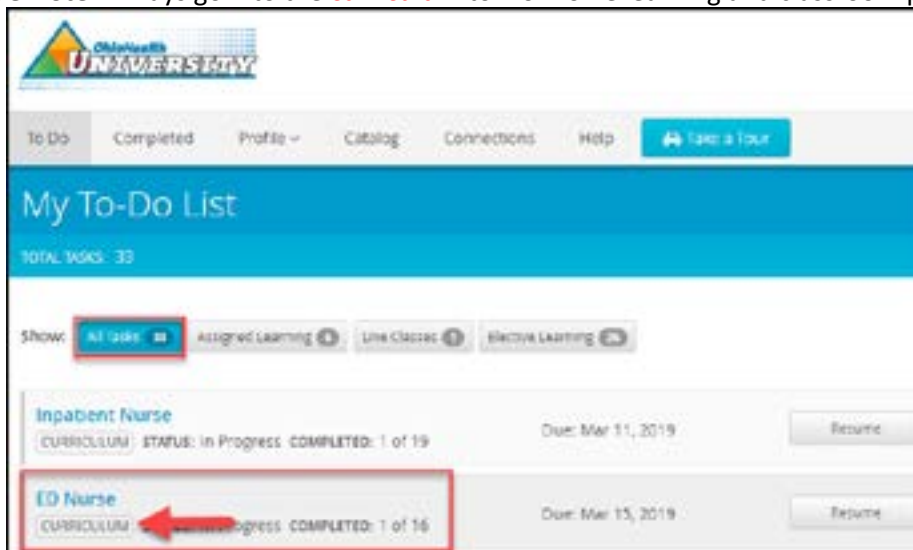 OhioHealth
UNIVERSITY
To Do Completed Profile Catalog Connections Help Take a Tour
My To-Do List
TOTAL TASKS: 33
Show: All Tasks Assigned Learning Live Classes Elective Learning
Inpatient Nurse
CURRICULUM STATUS: In Progress COMPLETED: 1 of 19 Due: Mar 11, 2019 Resume
ED Nurse
CURRICULUM Progress COMPLETED: 1 of 16 Due: Mar 15, 2019 Resume